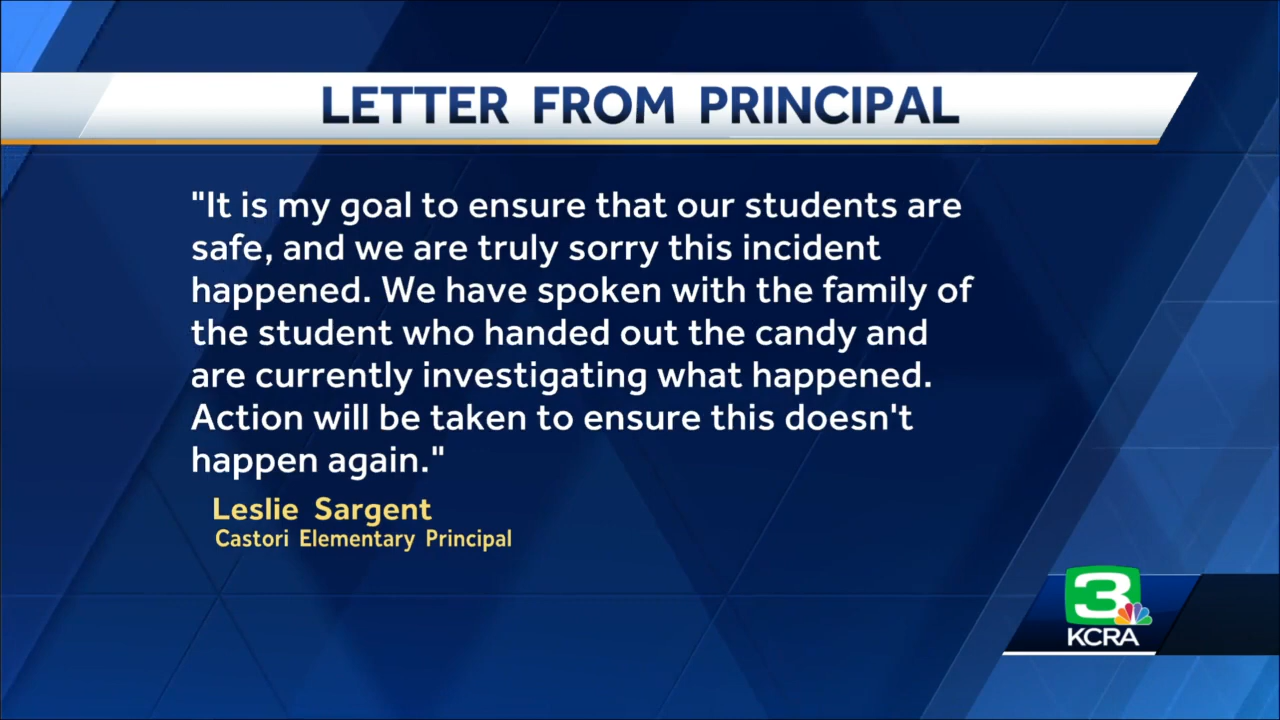 LETTER FROM PRINCIPAL
"It is my goal to ensure that our students are
safe, and we are truly sorry this incident
happened. We have spoken with the family of
the student who handed out the candy and
are currently investigating what happened.
Action will be taken to ensure this doesn't
happen again."
Leslie Sargent
Castori Elementary Principal
3
KCRA